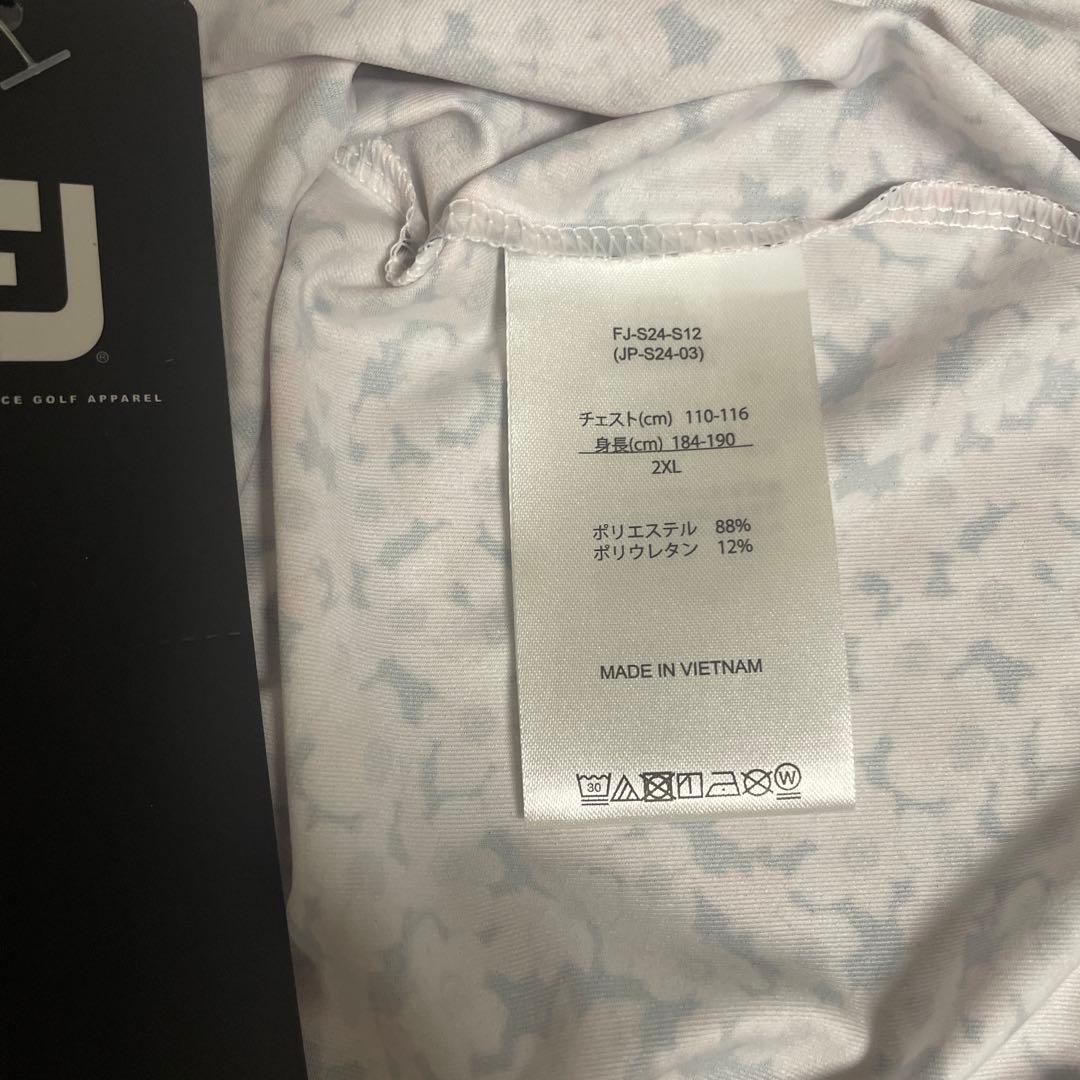 FJ
®
CE GOLF APPAREL
FJ-S24-S12
(JP-S24-03)
チェスト(cm) 110-116
身長(cm) 184-190
2XL
ポリエステル 88%
ポリウレタン 12%
MADE IN VIETNAM
30
W